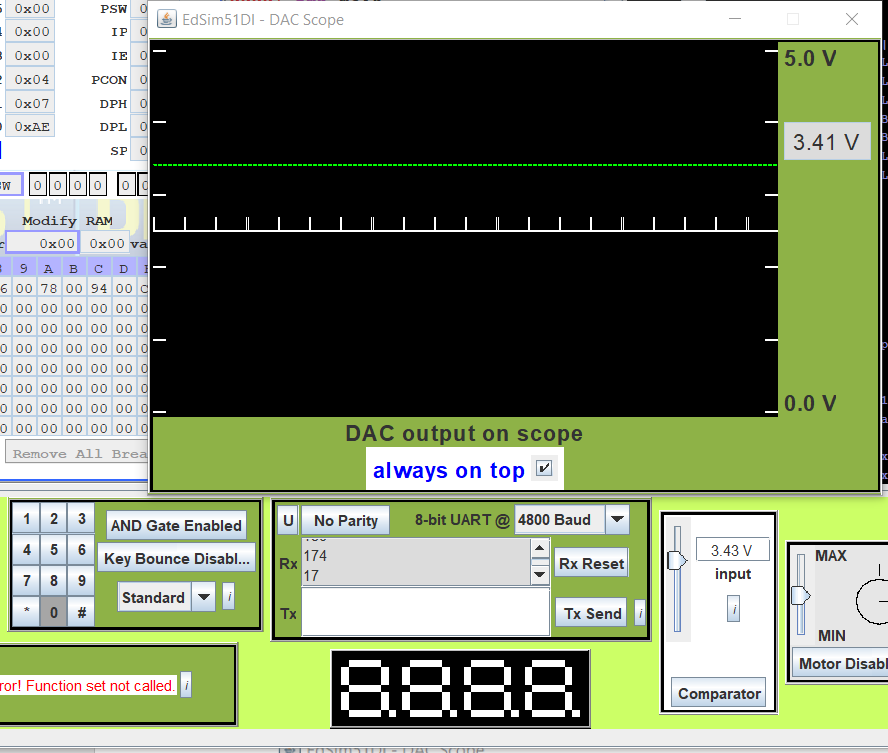 EdSim51DI - DAC Scope
0x00 PSW
0x00 IP
0x00 IE
0x04 PCON
0x07 DPH
0xAE DPL
SP
5.0 V
3.41 V
0.0 V
0 0 0 0 0 0
Modify RAM
0x00 0x00 va
9 A B C D
6 00 78 00 94 00
00 00 00 00 00
00 00 00 00 00
00 00 00 00 00
00 00 00 00 00
00 00 00 00 00
00 00 00 00 00
00 00 00 00 00
Remove All Brea
DAC output on scope
always on top
1 2 3
4 5 6
7 8 9
* 0 #
AND Gate Enabled
Key Bounce Disabl...
Standard i
U No Parity 8-bit UART @ 4800 Baud
Rx 174
17
Rx Reset
Tx Tx Send i
3.43 V
input
i
Comparator
MAX
MIN
Motor Disabl
ror! Function set not called. i
8.8.8.8.
EdSim51DI - DAC Scope